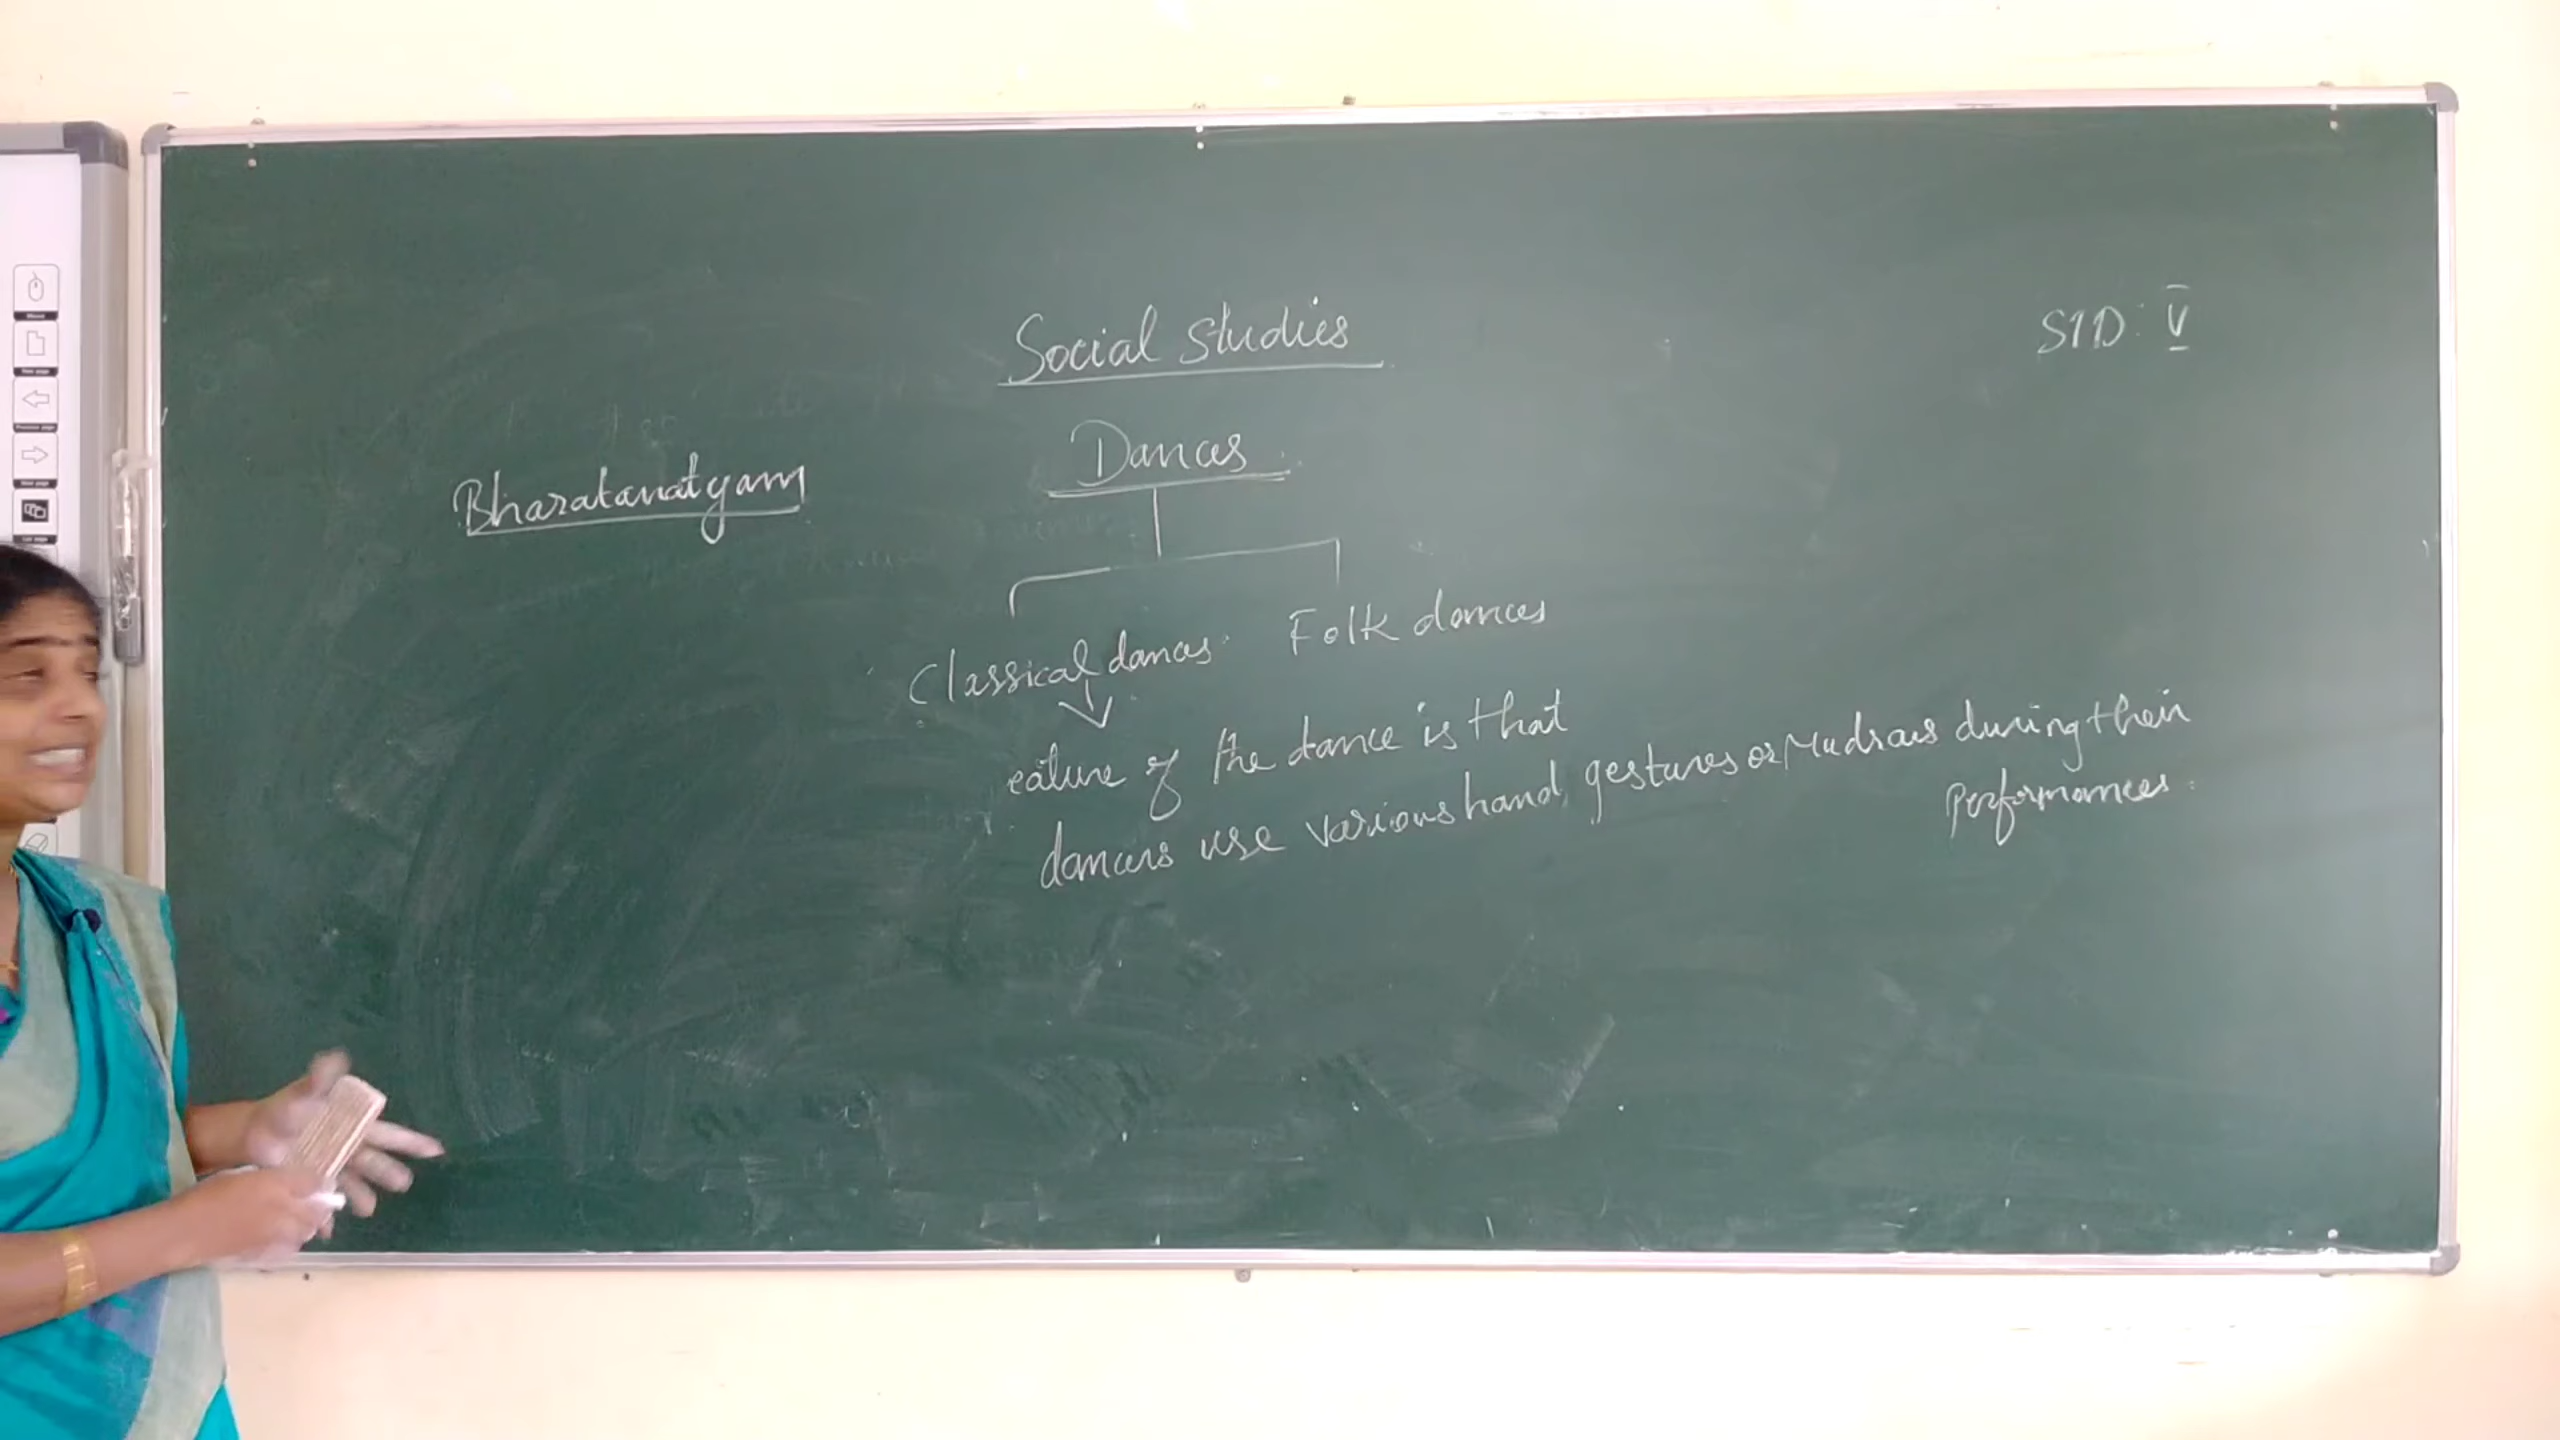 Social studies
STD: V
Dances
Bharatanatyam
Classical dances. Folk dances
eature of the dance is that
dancers use various hand gestures or Mudraes during their
performances.